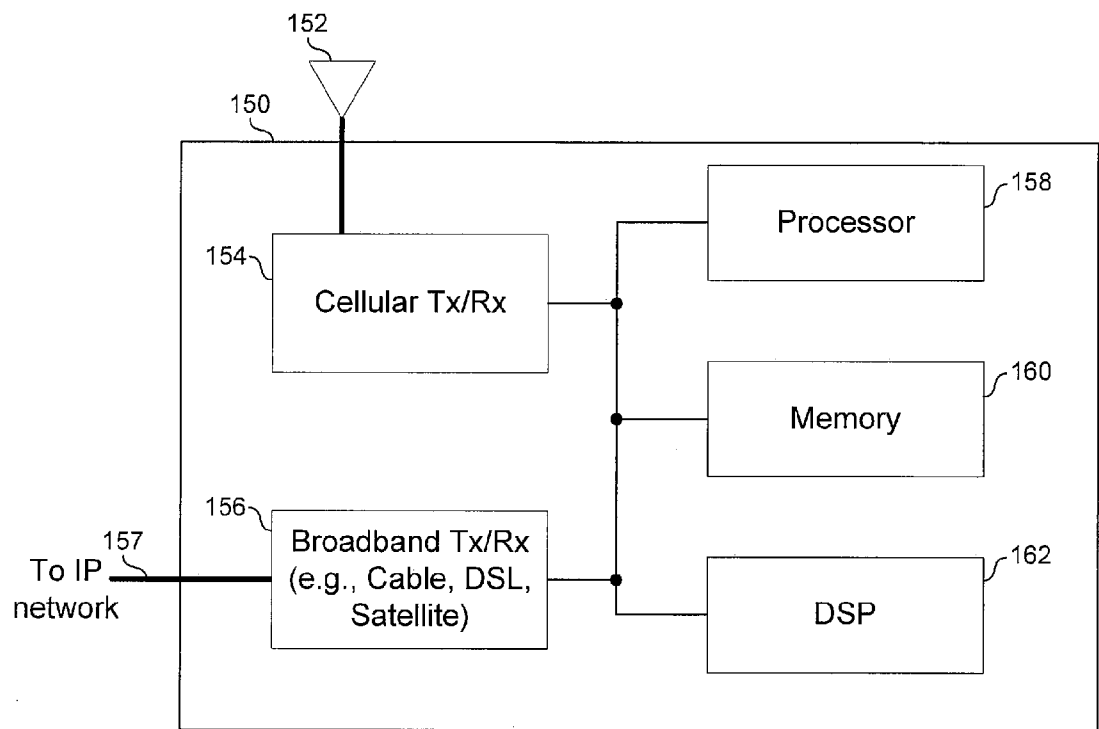 152
150
158
Processor
154
Cellular Tx/Rx
160
Memory
156
Broadband Tx/Rx
(e.g., Cable, DSL,
Satellite)
157
To IP
network
162
DSP